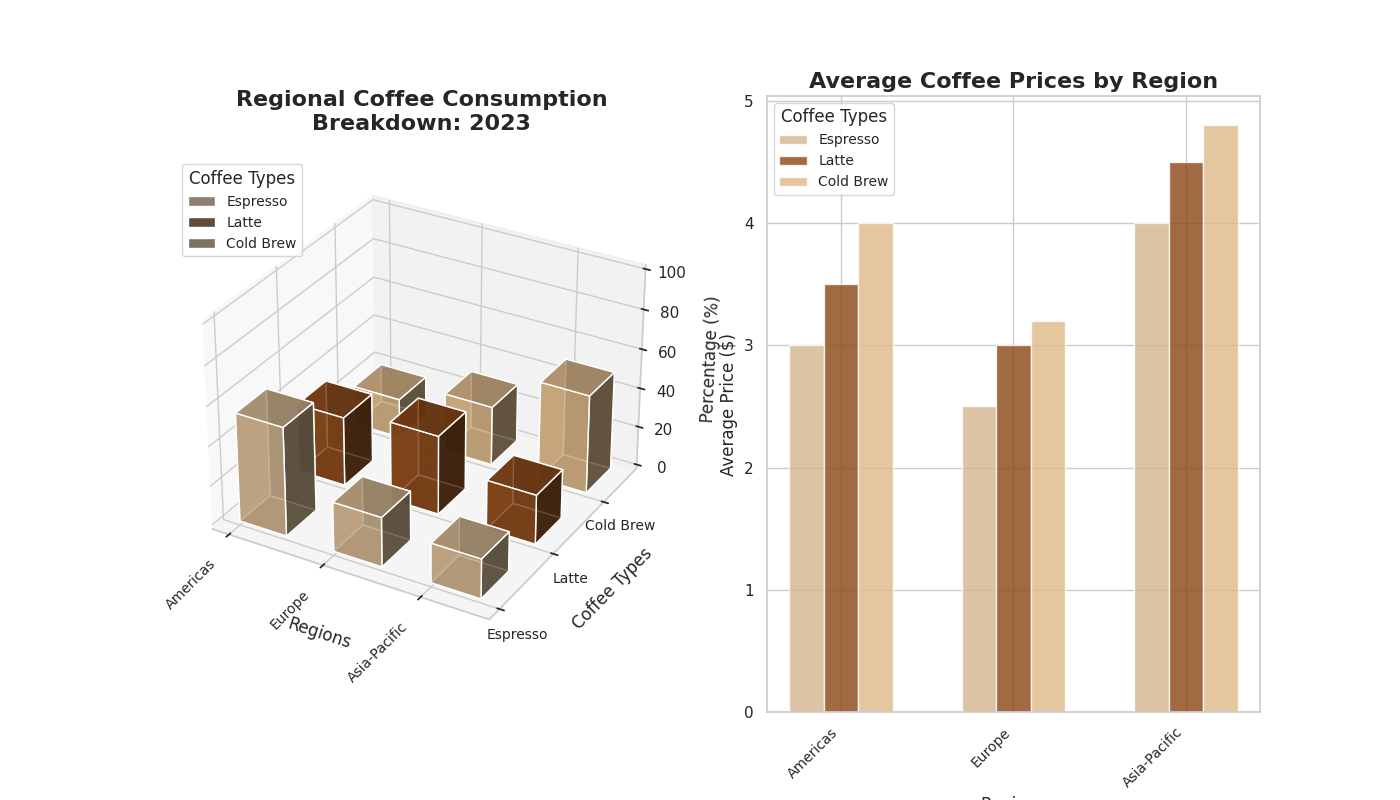 Regional Coffee Consumption
Breakdown: 2023
Coffee Types
Espresso
Latte
Cold Brew
100
80
60
40
20
0
Percentage (%)
Americas
Europe
Asia-Pacific
Regions
Espresso
Latte
Cold Brew
Coffee Types
Average Coffee Prices by Region
Coffee Types
Espresso
Latte
Cold Brew
5
4
3
2
1
0
Average Price ($)
Americas
Europe
Asia-Pacific